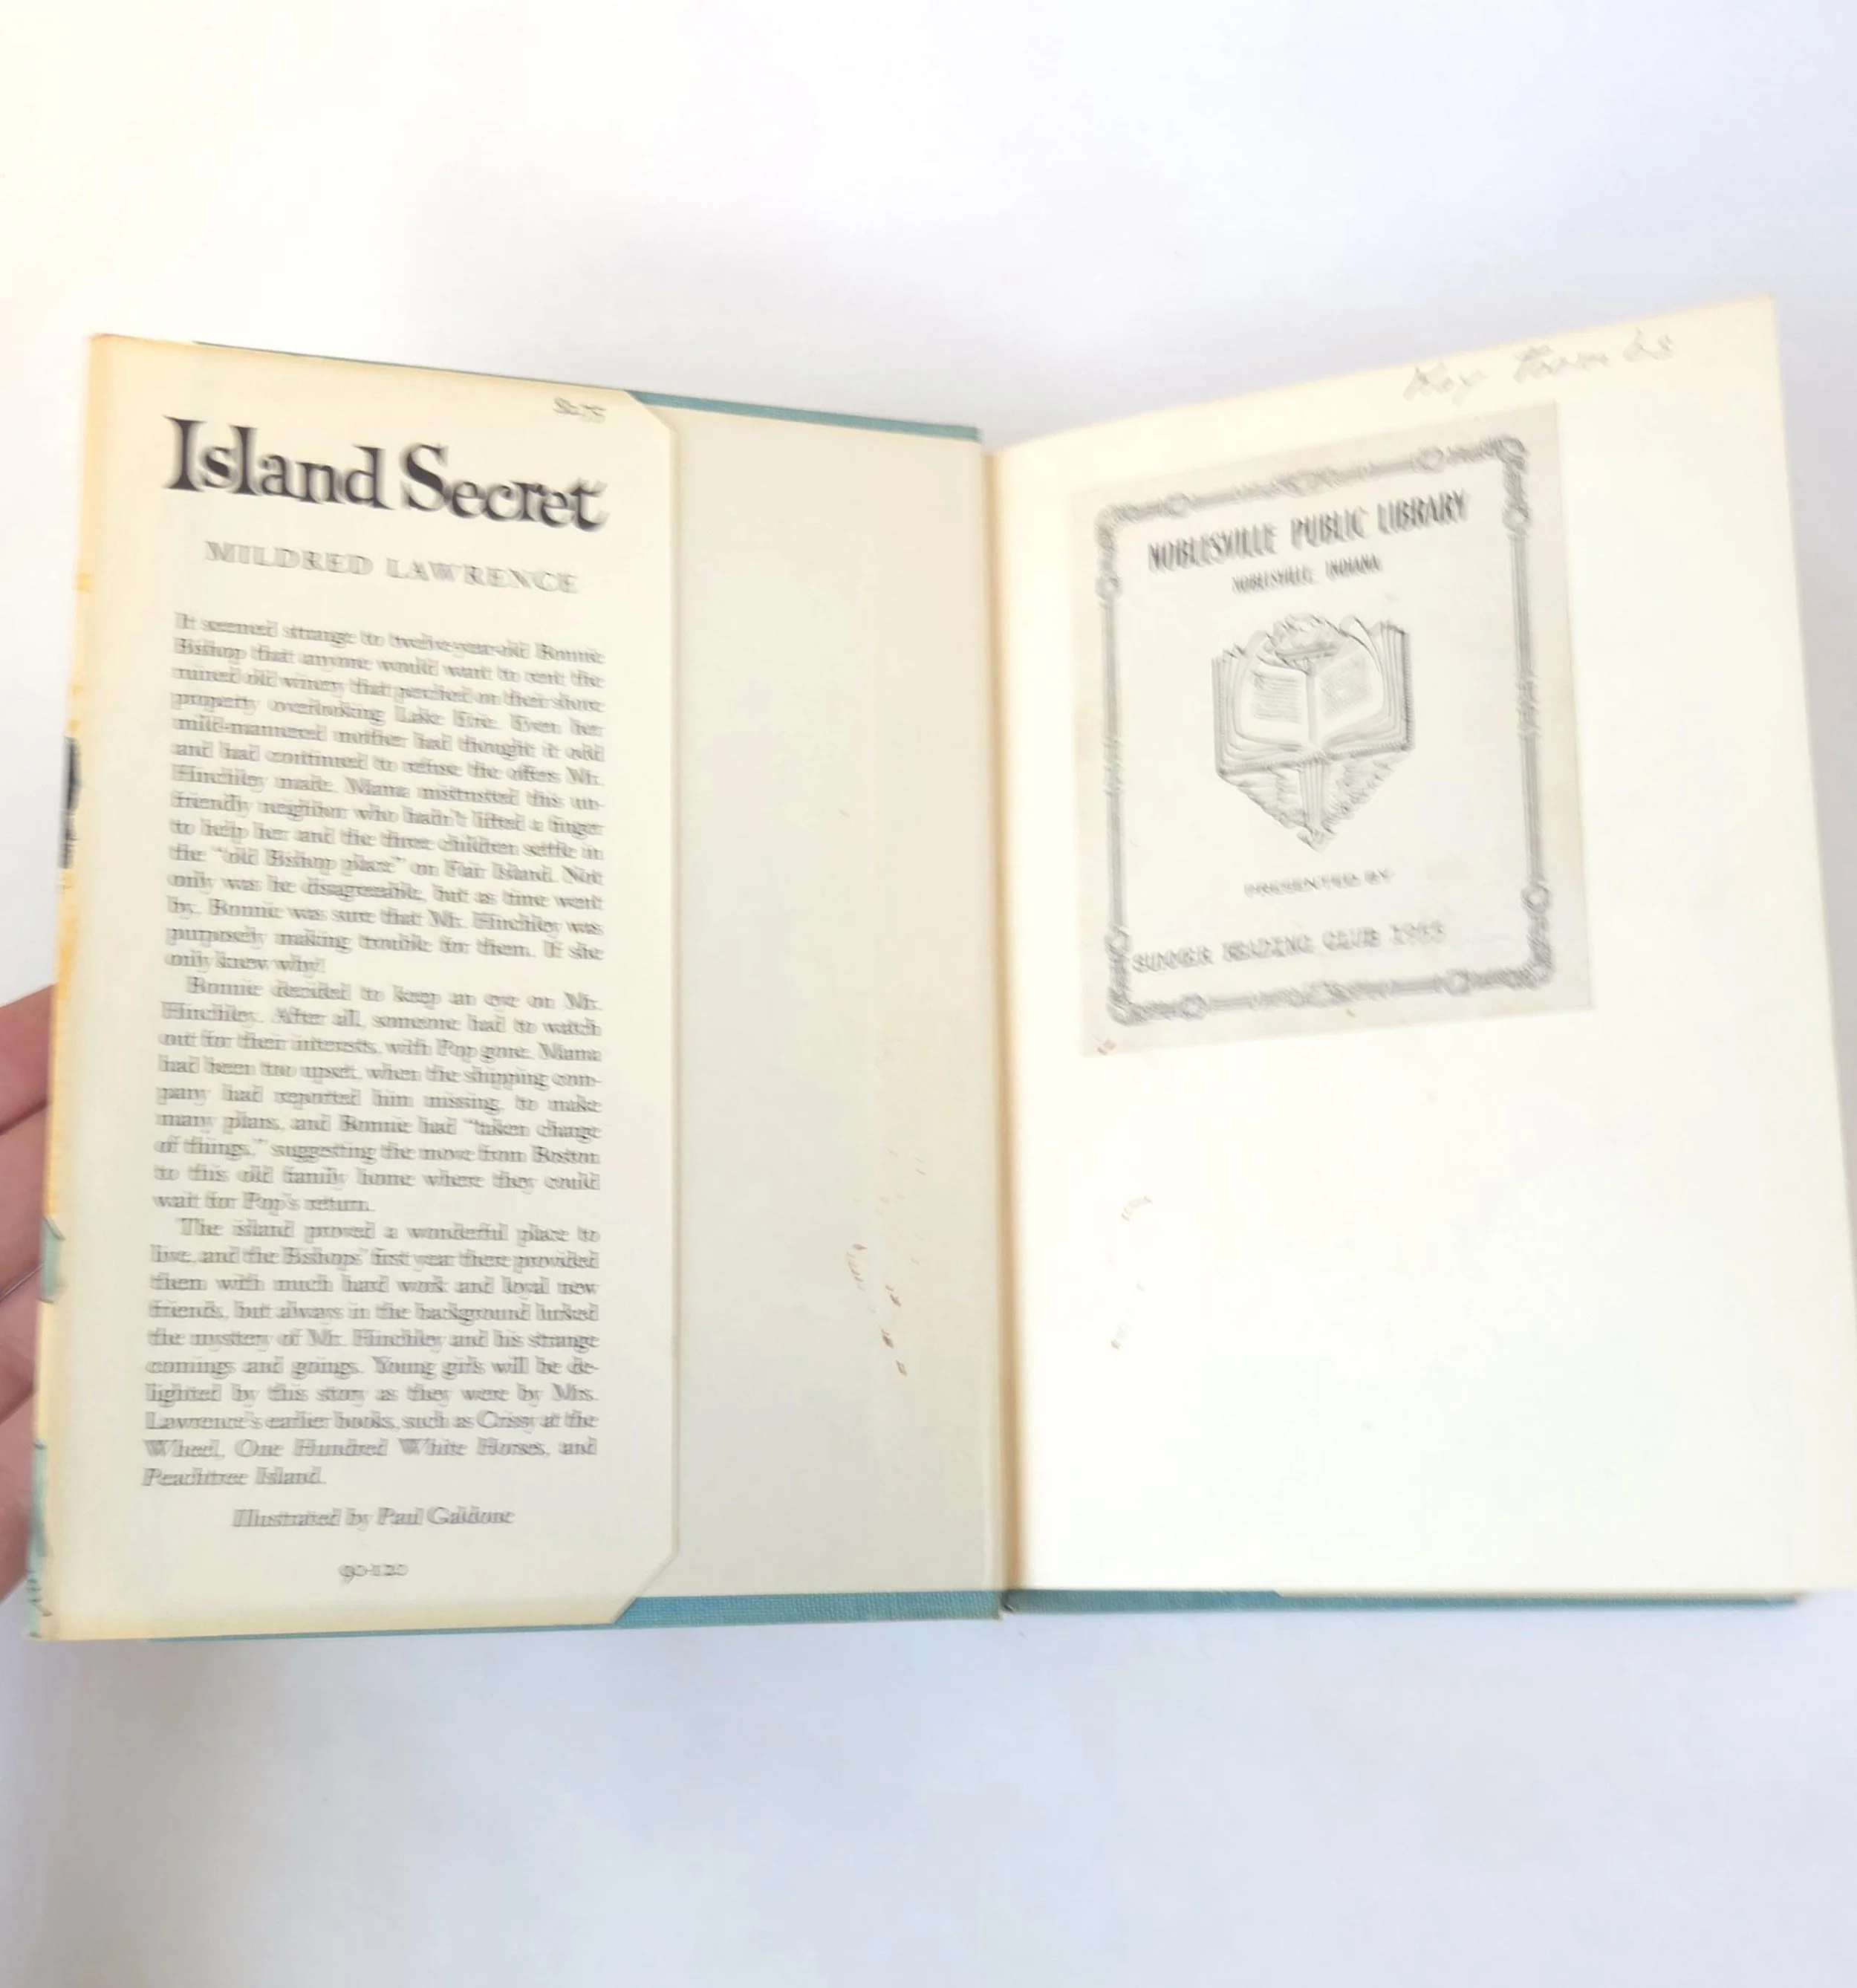 $2.75
Island Secret
MILDRED LAWRENCE
It seemed strange to twelve-year-old Bonnie
Bishop that anyone would want to rent the
ruined old winery that perched on their shore
property overlooking Lake Erie. Even her
mild-mannered mother had thought it odd
and had continued to refuse the offers Mr.
Hinchley made. Mama mistrusted this un-
friendly neighbor who hadn't lifted a finger
to help her and the three children settle in
the "old Bishop place" on Fair Island. Not
only was he disagreeable, but as time went
by, Bonnie was sure that Mr. Hinchley was
purposely making trouble for them. If she
only knew why!
Bonnie decided to keep an eye on Mr.
Hinchley. After all, someone had to watch
out for their interests, with Pop gone. Mama
had been too upset, when the shipping com-
pany had reported him missing, to make
many plans, and Bonnie had "taken charge
of things," suggesting the move from Boston
to this old family home where they could
wait for Pop's return.
The island proved a wonderful place to
live, and the Bishops' first year there provided
them with much hard work and loyal new
friends, but always in the background lurked
the mystery of Mr. Hinchley and his strange
comings and goings. Young girls will be de-
lighted by this story as they were by Mrs.
Lawrence's earlier books, such as Crissy at the
Wheel, One Hundred White Horses, and
Peachtree Island.
Illustrated by Paul Galdone
90-120
NOBLESVILLE PUBLIC LIBRARY
NOBLESVILLE, INDIANA
PRESENTED BY
SUMMER READING CLUB